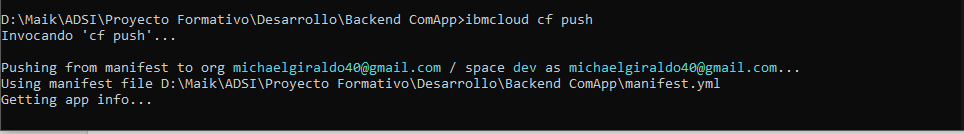 D:\Maik\ADSI\Proyecto Formativo\Desarrollo\Backend ComApp>ibmcloud cf push
Invocando 'cf push'...
Pushing from manifest to org michaelgiraldo40@gmail.com / space dev as michaelgiraldo40@gmail.com...
Using manifest file D:\Maik\ADSI\Proyecto Formativo\Desarrollo\Backend ComApp\manifest.yml
Getting app info...